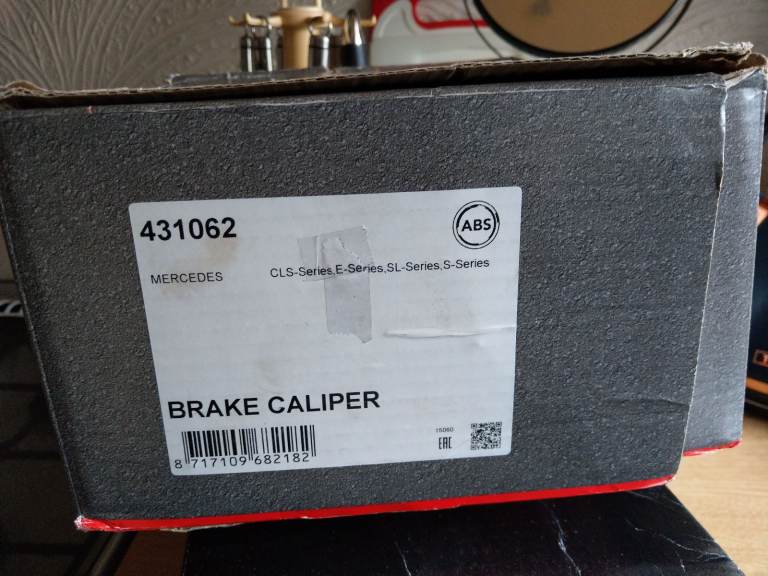 431062
ABS
MERCEDES CLS-Series,E-Series,SL-Series,S-Series
BRAKE CALIPER
15060
EAC
8 717109 682182